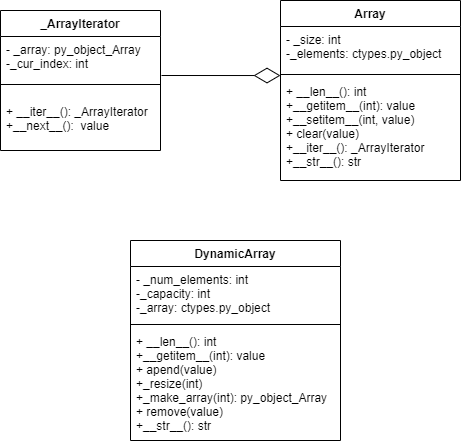 _ArrayIterator
- _array: py_object_Array
-_cur_index: int
+ __iter__(): _ArrayIterator
+__next__():  value
Array
- _size: int
-_elements: ctypes.py_object
+ __len__(): int
+__getitem__(int): value
+__setitem__(int, value)
+ clear(value)
+__iter__(): _ArrayIterator
+__str__(): str
DynamicArray
- _num_elements: int
-_capacity: int
-_array: ctypes.py_object
+ __len__(): int
+__getitem__(int): value
+ apend(value)
+_resize(int)
+_make_array(int): py_object_Array
+ remove(value)
+__str__(): str